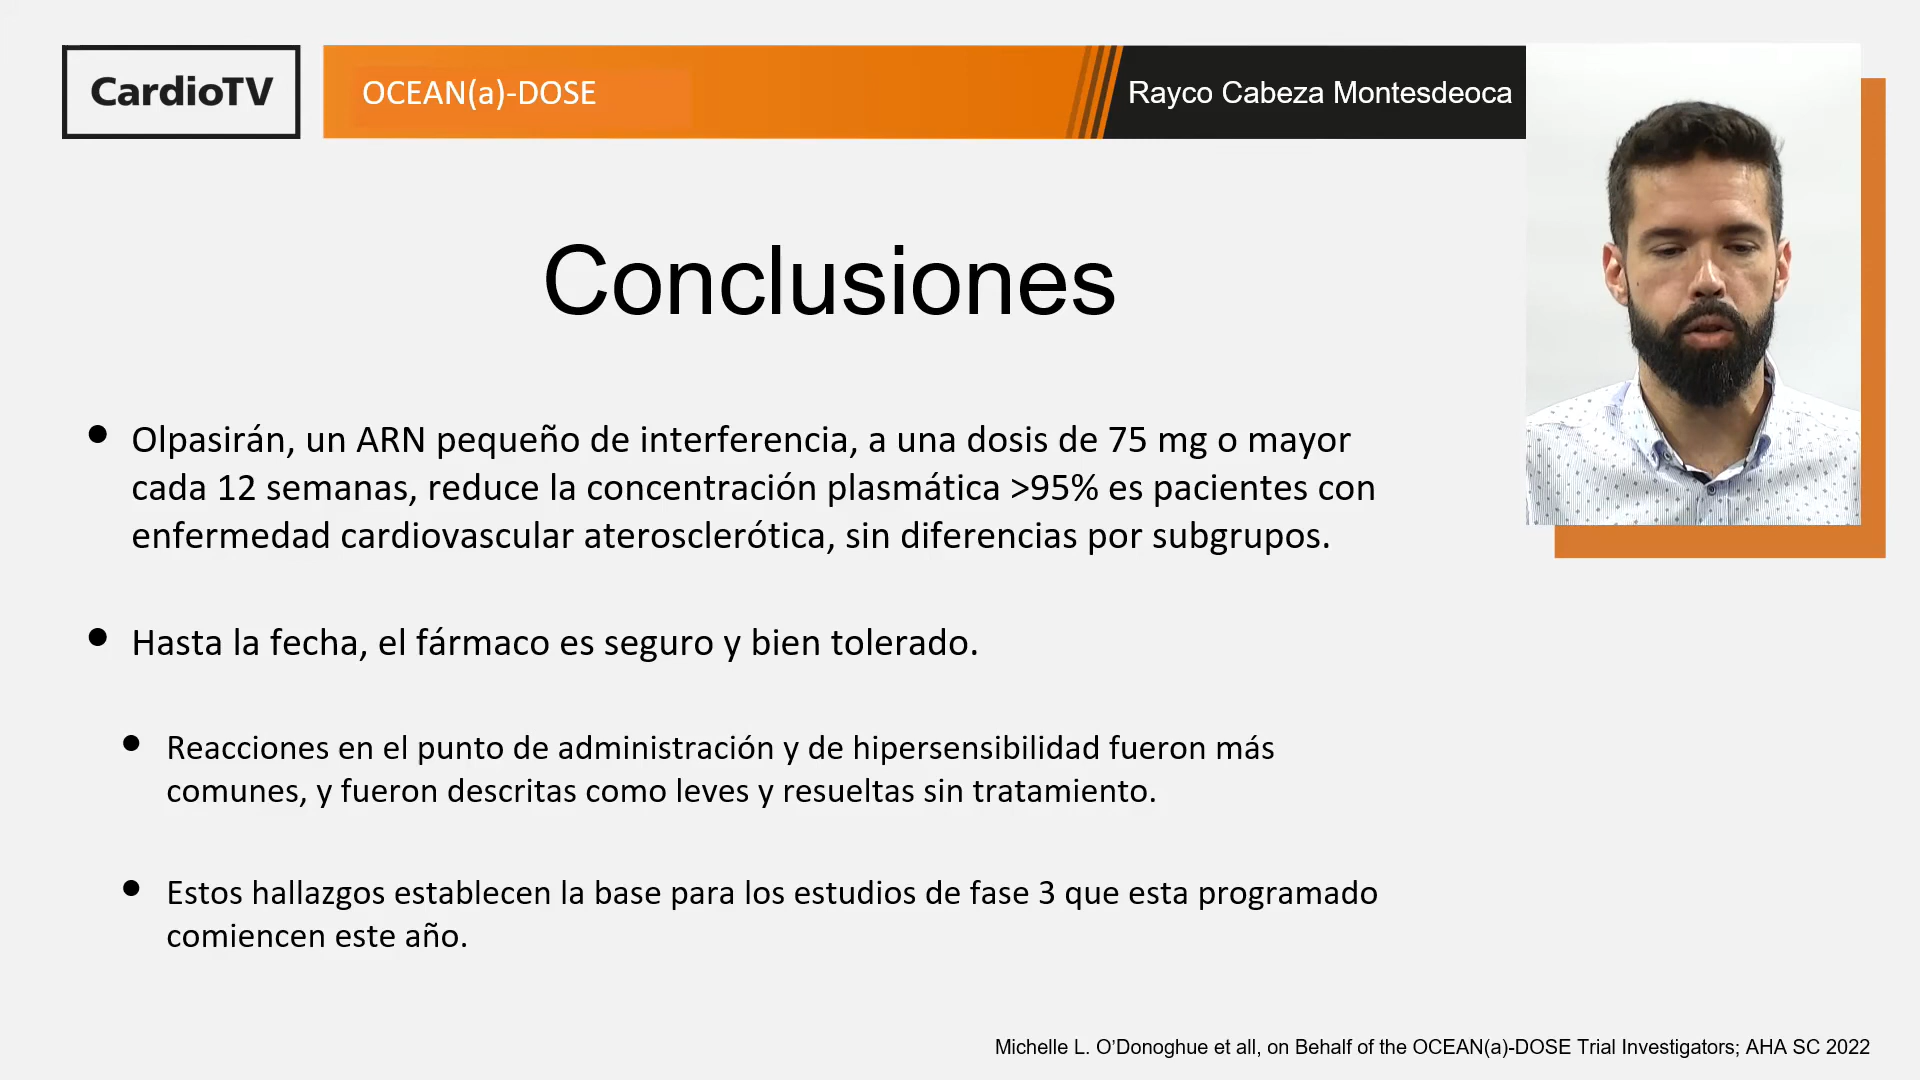 CardioTV
OCEAN(a)-DOSE
Rayco Cabeza Montesdeoca
Conclusiones
• Olpasirán, un ARN pequeño de interferencia, a una dosis de 75 mg o mayor
cada 12 semanas, reduce la concentración plasmática >95% es pacientes con
enfermedad cardiovascular aterosclerótica, sin diferencias por subgrupos.
• Hasta la fecha, el fármaco es seguro y bien tolerado.
• Reacciones en el punto de administración y de hipersensibilidad fueron más
comunes, y fueron descritas como leves y resueltas sin tratamiento.
• Estos hallazgos establecen la base para los estudios de fase 3 que esta programado
comiencen este año.
Michelle L. O’Donoghue et all, on Behalf of the OCEAN(a)-DOSE Trial Investigators; AHA SC 2022